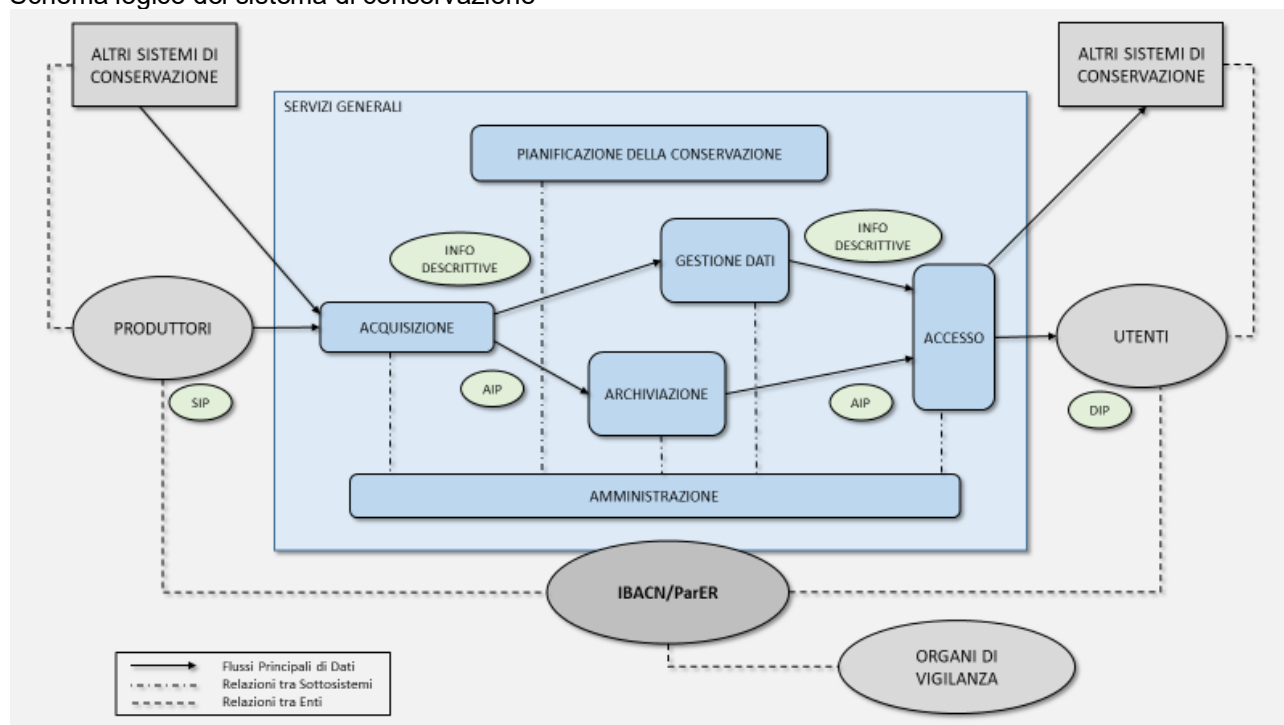 Schema logico del sistema di conservazione
ALTRI SISTEMI DI
CONSERVAZIONE
ALTRI SISTEMI DI
CONSERVAZIONE
SERVIZI GENERALI
PIANIFICAZIONE DELLA CONSERVAZIONE
INFO
DESCRITTIVE
GESTIONE DATI
INFO
DESCRITTIVE
PRODUTTORI
ACQUISIZIONE
ACCESSO
UTENTI
SIP
AIP
ARCHIVIAZIONE
AIP
DIP
AMMINISTRAZIONE
IBACN/ParER
ORGANI DI
VIGILANZA
Flussi Principali di Dati
Relazioni tra Sottosistemi
Relazioni tra Enti